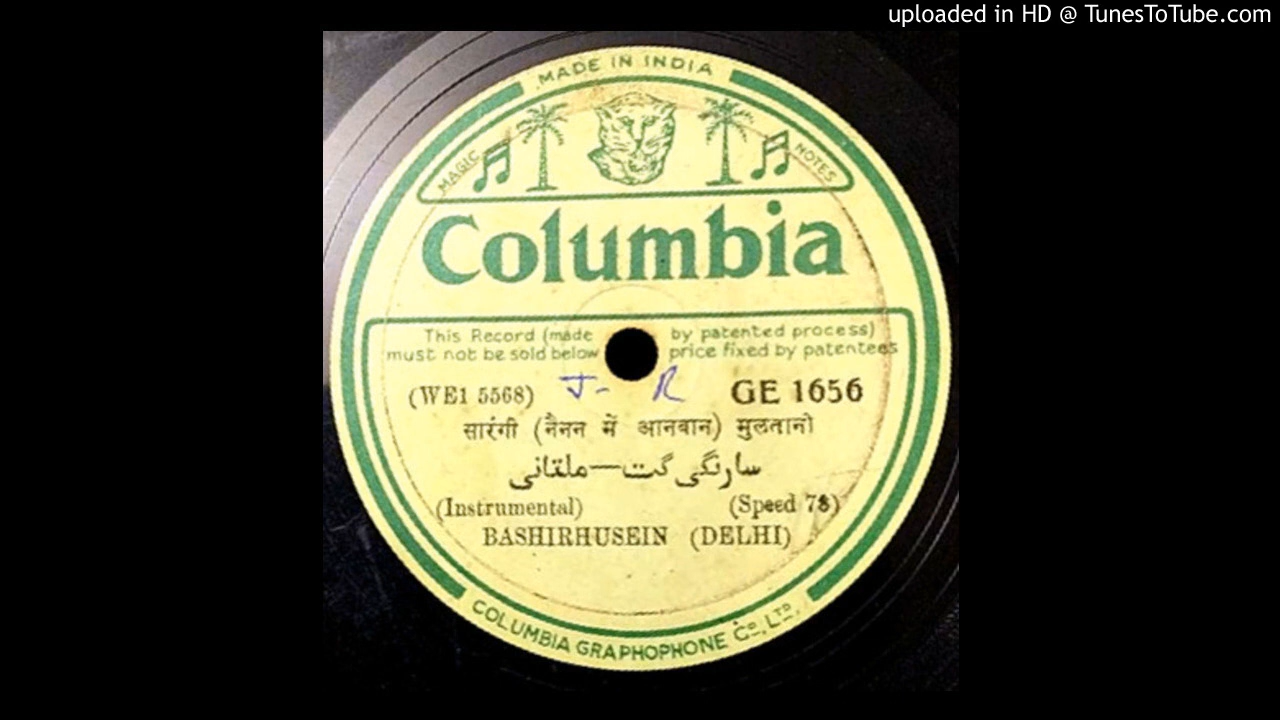 uploaded in HD @ TunesToTube.com
MADE IN INDIA
MAGIC NOTES
Columbia
This Record (made by patented process)
must not be sold below price fixed by patentees
(WE1 5568) J- R GE 1656
सारंगी (नैनन में आनबान) मुलतानी
سارنگی گت—ملتانی
(Instrumental) (Speed 78)
BASHIRHUSEIN (DELHI)
COLUMBIA GRAPHOPHONE CO., LTD.